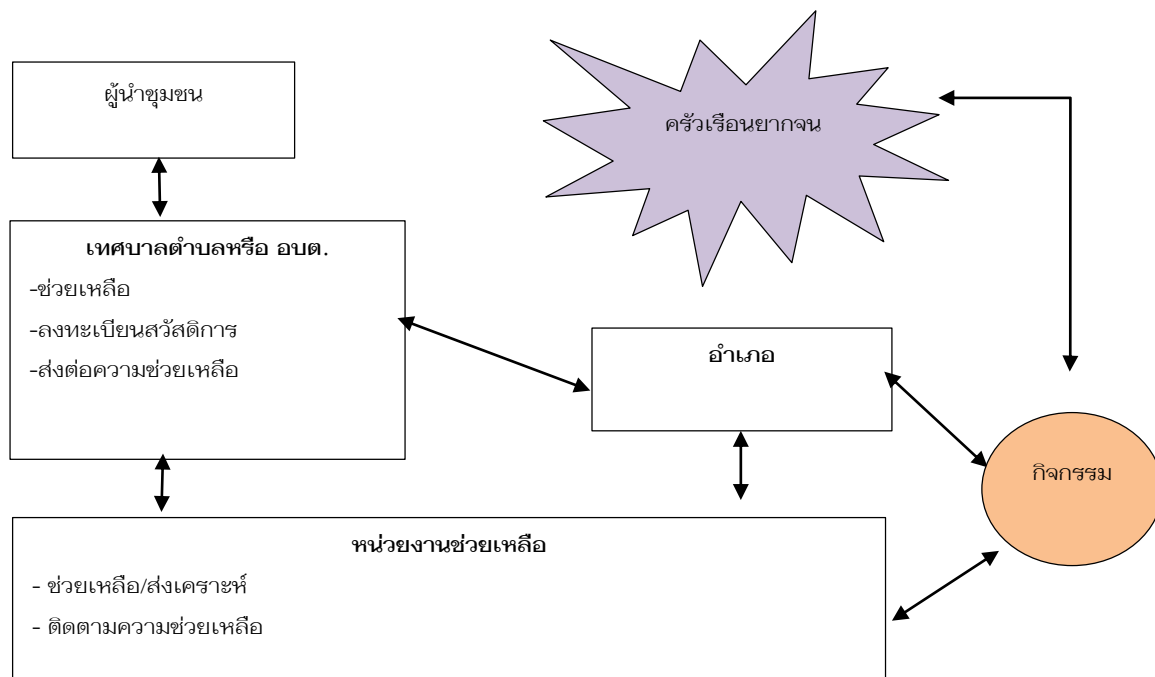 ผู้นำชุมชน
ครัวเรือนยากจน
เทศบาลตำบลหรือ อบต.
-ช่วยเหลือ
-ลงทะเบียนสวัสดิการ
-ส่งต่อความช่วยเหลือ
อำเภอ
กิจกรรม
หน่วยงานช่วยเหลือ
- ช่วยเหลือ/ส่งเคราะห์
- ติดตามความช่วยเหลือ